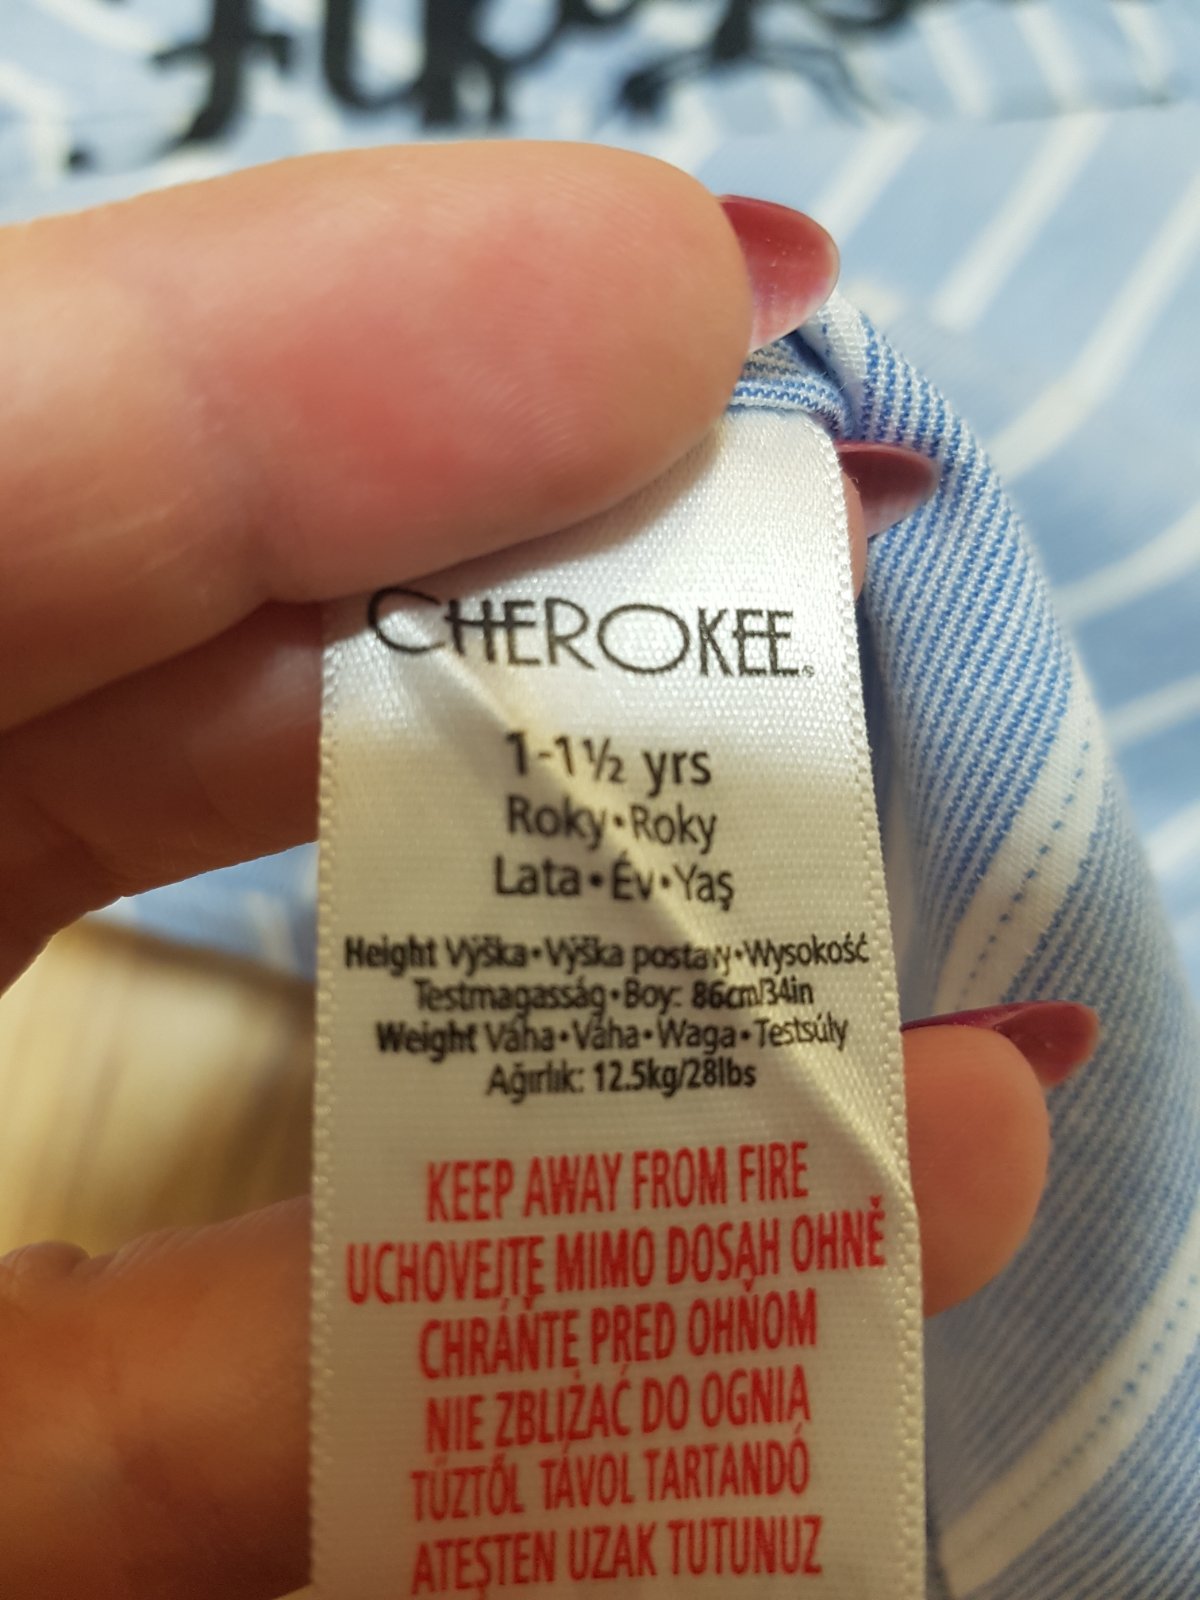 CHEROKEE®
1-1½ yrs
Roky•Roky
Lata•Év•Yaş
Height Výška•Výška postavy•Wysokość
Testmagasság•Boy: 86cm/34in
Weight Váha•Váha•Waga•Testsúly
Ağırlık: 12.5kg/28lbs
KEEP AWAY FROM FIRE
UCHOVEJTE MIMO DOSAH OHNĚ
CHRÁŇTE PRED OHŇOM
NIE ZBLIŻAĆ DO OGNIA
TŰZTŐL TÁVOL TARTANDÓ
ATEŞTEN UZAK TUTUNUZ